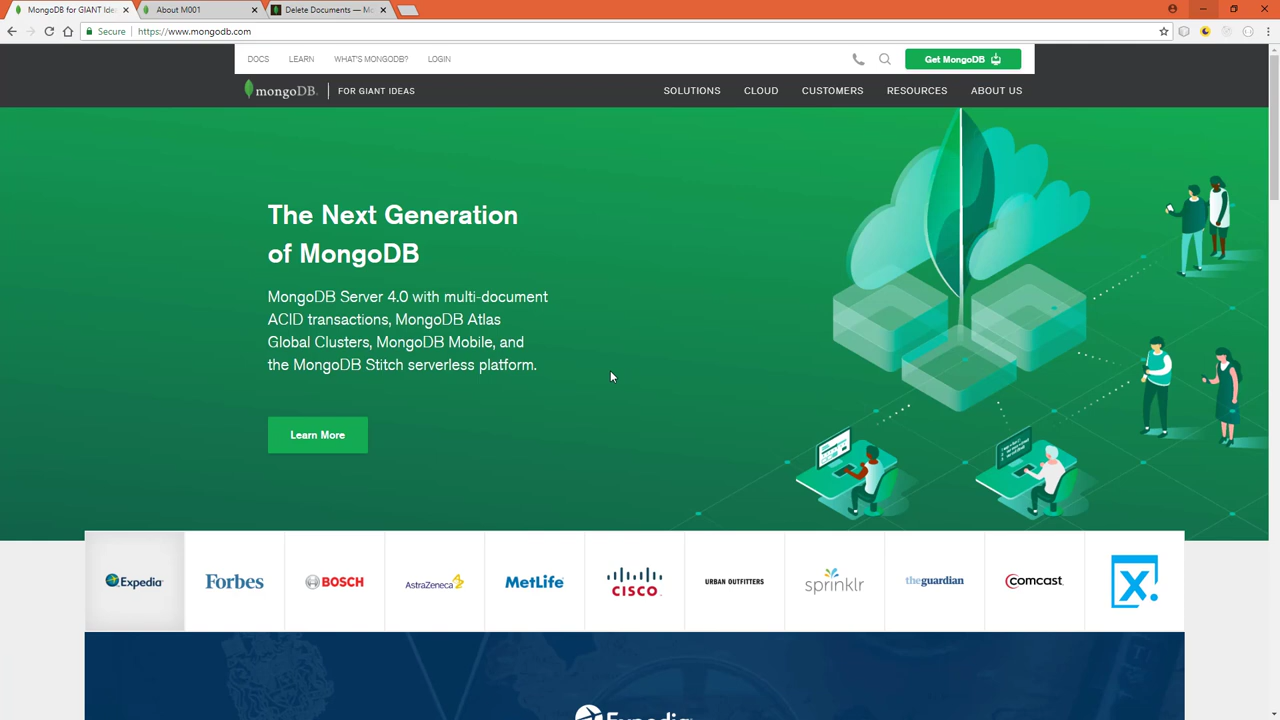 MongoDB for GIANT Ide
About M001
Delete Documents — Mo
Secure
https://www.mongodb.com
DOCS
LEARN
WHAT'S MONGODB?
LOGIN
Get MongoDB
mongoDB.
FOR GIANT IDEAS
SOLUTIONS
CLOUD
CUSTOMERS
RESOURCES
ABOUT US
The Next Generation
of MongoDB
MongoDB Server 4.0 with multi-document
ACID transactions, MongoDB Atlas
Global Clusters, MongoDB Mobile, and
the MongoDB Stitch serverless platform.
Learn More
Expedia
Forbes
BOSCH
AstraZeneca
MetLife
CISCO
URBAN OUTFITTERS
sprinklr
theguardian
COMCAST
X.
Expedia